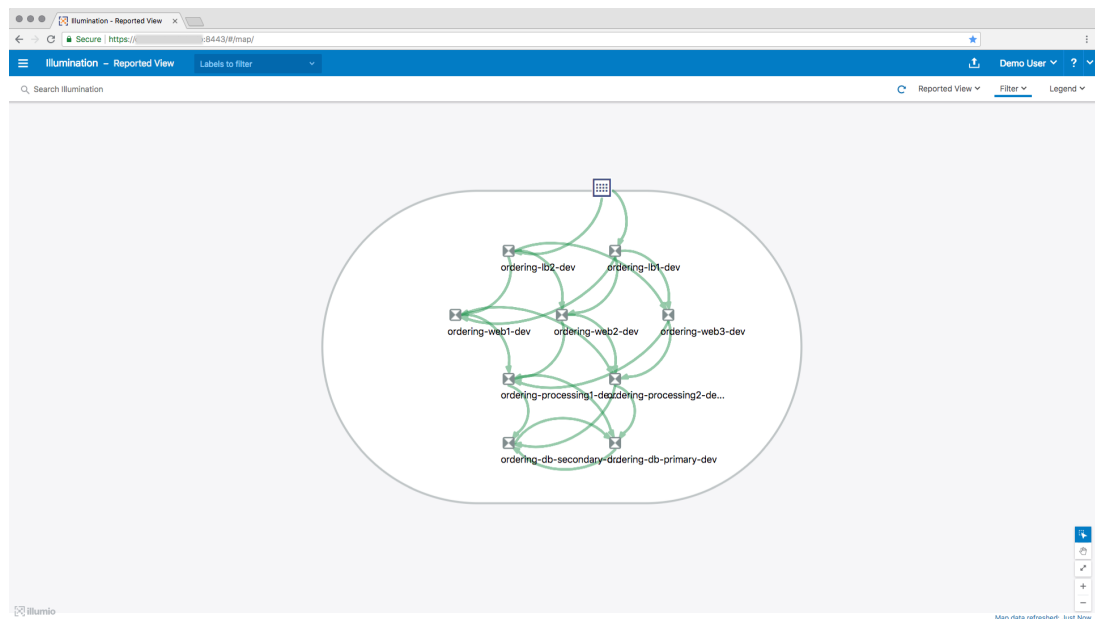 Illumination - Reported View
Secure https:// :8443/#/map/
Illumination – Reported View Labels to filter Demo User ?
Search Illumination Reported View Filter Legend
ordering-lb2-dev ordering-lb1-dev
ordering-web1-dev ordering-web2-dev ordering-web3-dev
ordering-processing1-de ordering-processing2-de...
ordering-db-secondary-d ordering-db-primary-dev
illumio
Map data refreshed: Just Now